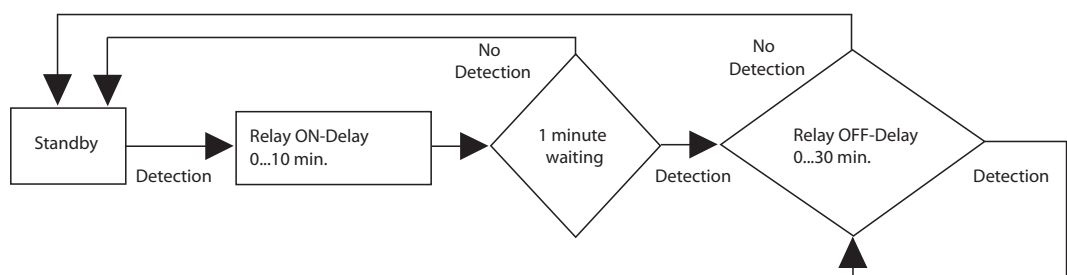 Standby
Detection
Relay ON-Delay
0...10 min.
No
Detection
1 minute
waiting
Detection
No
Detection
Relay OFF-Delay
0...30 min.
Detection